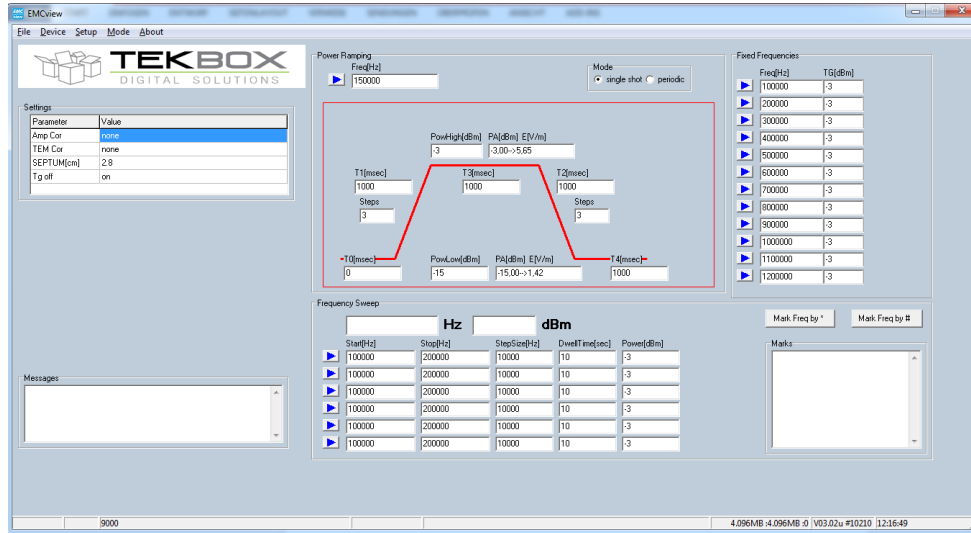 EMCview
File Device Setup Mode About
TEKBOX
DIGITAL SOLUTIONS
Settings
Parameter Value
Amp Cor none
TEM Cor none
SEPTUM[cm] 2.8
Tg off on
Messages
Power Ramping
Freq[Hz]
150000
Mode
single shot periodic
PowHigh[dBm] PA[dBm] E[V/m]
-3 -3,00-->5,65
T1[msec] T3[msec] T2[msec]
1000 1000 1000
Steps Steps
3 3
T0[msec] PowLow[dBm] PA[dBm] E[V/m] T4[msec]
0 -15 -15,00-->1,42 1000
Fixed Frequencies
Freq[Hz] TG[dBm]
100000 -3
200000 -3
300000 -3
400000 -3
500000 -3
600000 -3
700000 -3
800000 -3
900000 -3
1000000 -3
1100000 -3
1200000 -3
Frequency Sweep
Hz dBm
Start[Hz] Stop[Hz] StepSize[Hz] DwellTime[sec] Power[dBm]
100000 200000 10000 10 -3
100000 200000 10000 10 -3
100000 200000 10000 10 -3
100000 200000 10000 10 -3
100000 200000 10000 10 -3
100000 200000 10000 10 -3
Mark Freq by * Mark Freq by #
Marks
9000 4.096MB :4.096MB :0 V03.02u #10210 12:16:49